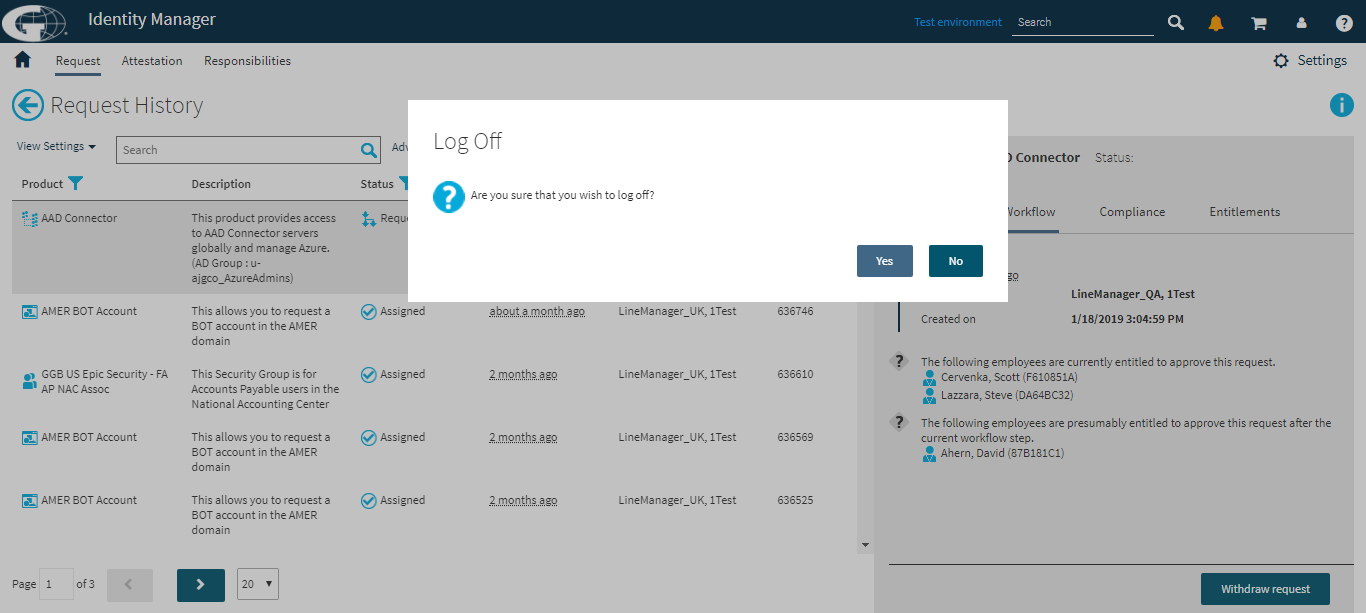 Identity Manager
Test environment
Search
Request
Attestation
Responsibilities
Settings
Request History
View Settings
Search
Log Off
Are you sure that you wish to log off?
Yes
No
Connector
Status:
Product
Description
Status
Workflow
Compliance
Entitlements
AAD Connector
This product provides access
to AAD Connector servers
globally and manage Azure.
(AD Group : u-
ajgco_AzureAdmins)
AMER BOT Account
This allows you to request a
BOT account in the AMER
domain
Assigned
about a month ago
LineManager_UK, 1Test
636746
GGB US Epic Security - FA
AP NAC Assoc
This Security Group is for
Accounts Payable users in the
National Accounting Center
Assigned
2 months ago
LineManager_UK, 1Test
636610
AMER BOT Account
This allows you to request a
BOT account in the AMER
domain
Assigned
2 months ago
LineManager_UK, 1Test
636569
AMER BOT Account
This allows you to request a
BOT account in the AMER
domain
Assigned
2 months ago
LineManager_UK, 1Test
636525
LineManager_QA, 1Test
Created on
1/18/2019 3:04:59 PM
The following employees are currently entitled to approve this request.
Cervenka, Scott (F610851A)
Lazzara, Steve (DA64BC32)
The following employees are presumably entitled to approve this request after the
current workflow step.
Ahern, David (87B181C1)
Page 1 of 3
20
Withdraw request